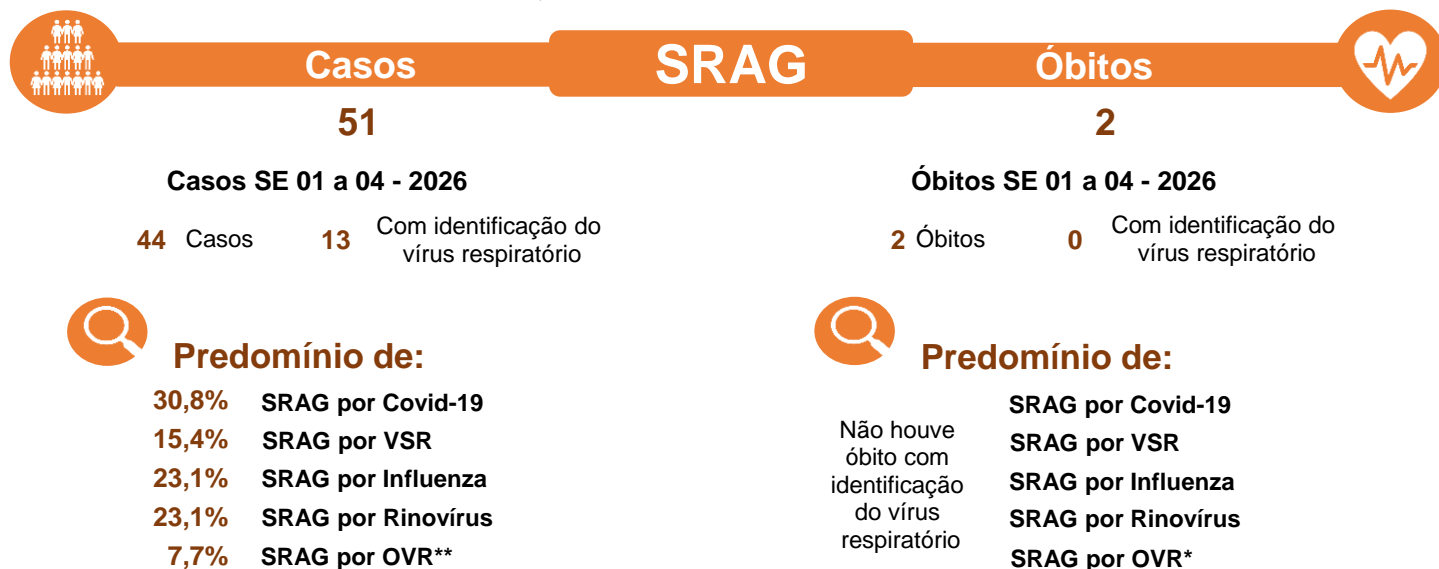 Casos
SRAG
Óbitos
51
2
Casos SE 01 a 04 - 2026
Óbitos SE 01 a 04 - 2026
44 Casos
13 Com identificação do
vírus respiratório
2 Óbitos
0 Com identificação do
vírus respiratório
Predomínio de:
30,8% SRAG por Covid-19
15,4% SRAG por VSR
23,1% SRAG por Influenza
23,1% SRAG por Rinovírus
7,7% SRAG por OVR**
Predomínio de:
Não houve
óbito com
identificação
do vírus
respiratório
SRAG por Covid-19
SRAG por VSR
SRAG por Influenza
SRAG por Rinovírus
SRAG por OVR*